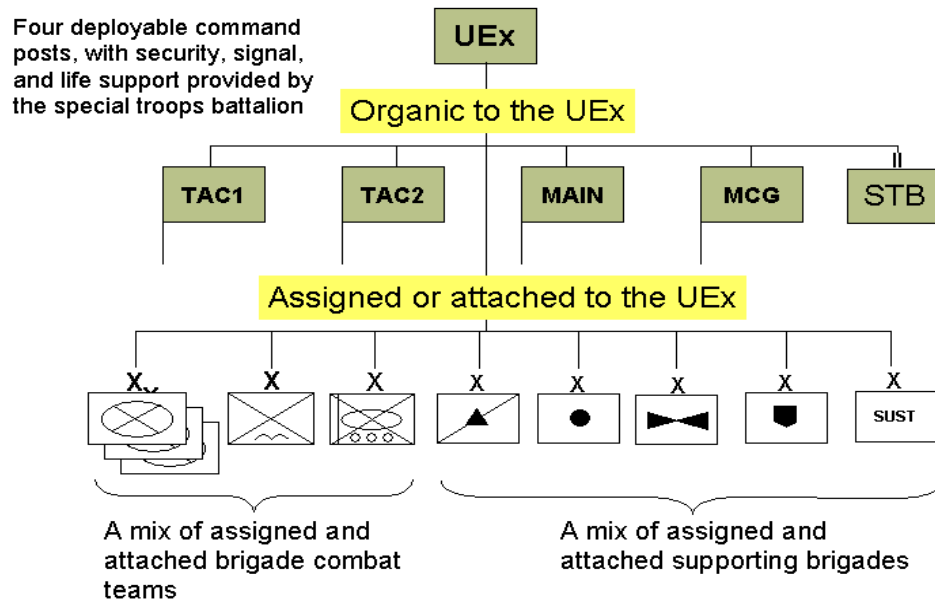 Four deployable command
posts, with security, signal,
and life support provided by
the special troops battalion
UEx
Organic to the UEx
II
TAC1
TAC2
MAIN
MCG
STB
Assigned or attached to the UEx
X X
X
X
X
X
X
X
X
SUST
A mix of assigned and
attached brigade combat
teams
A mix of assigned and
attached supporting brigades